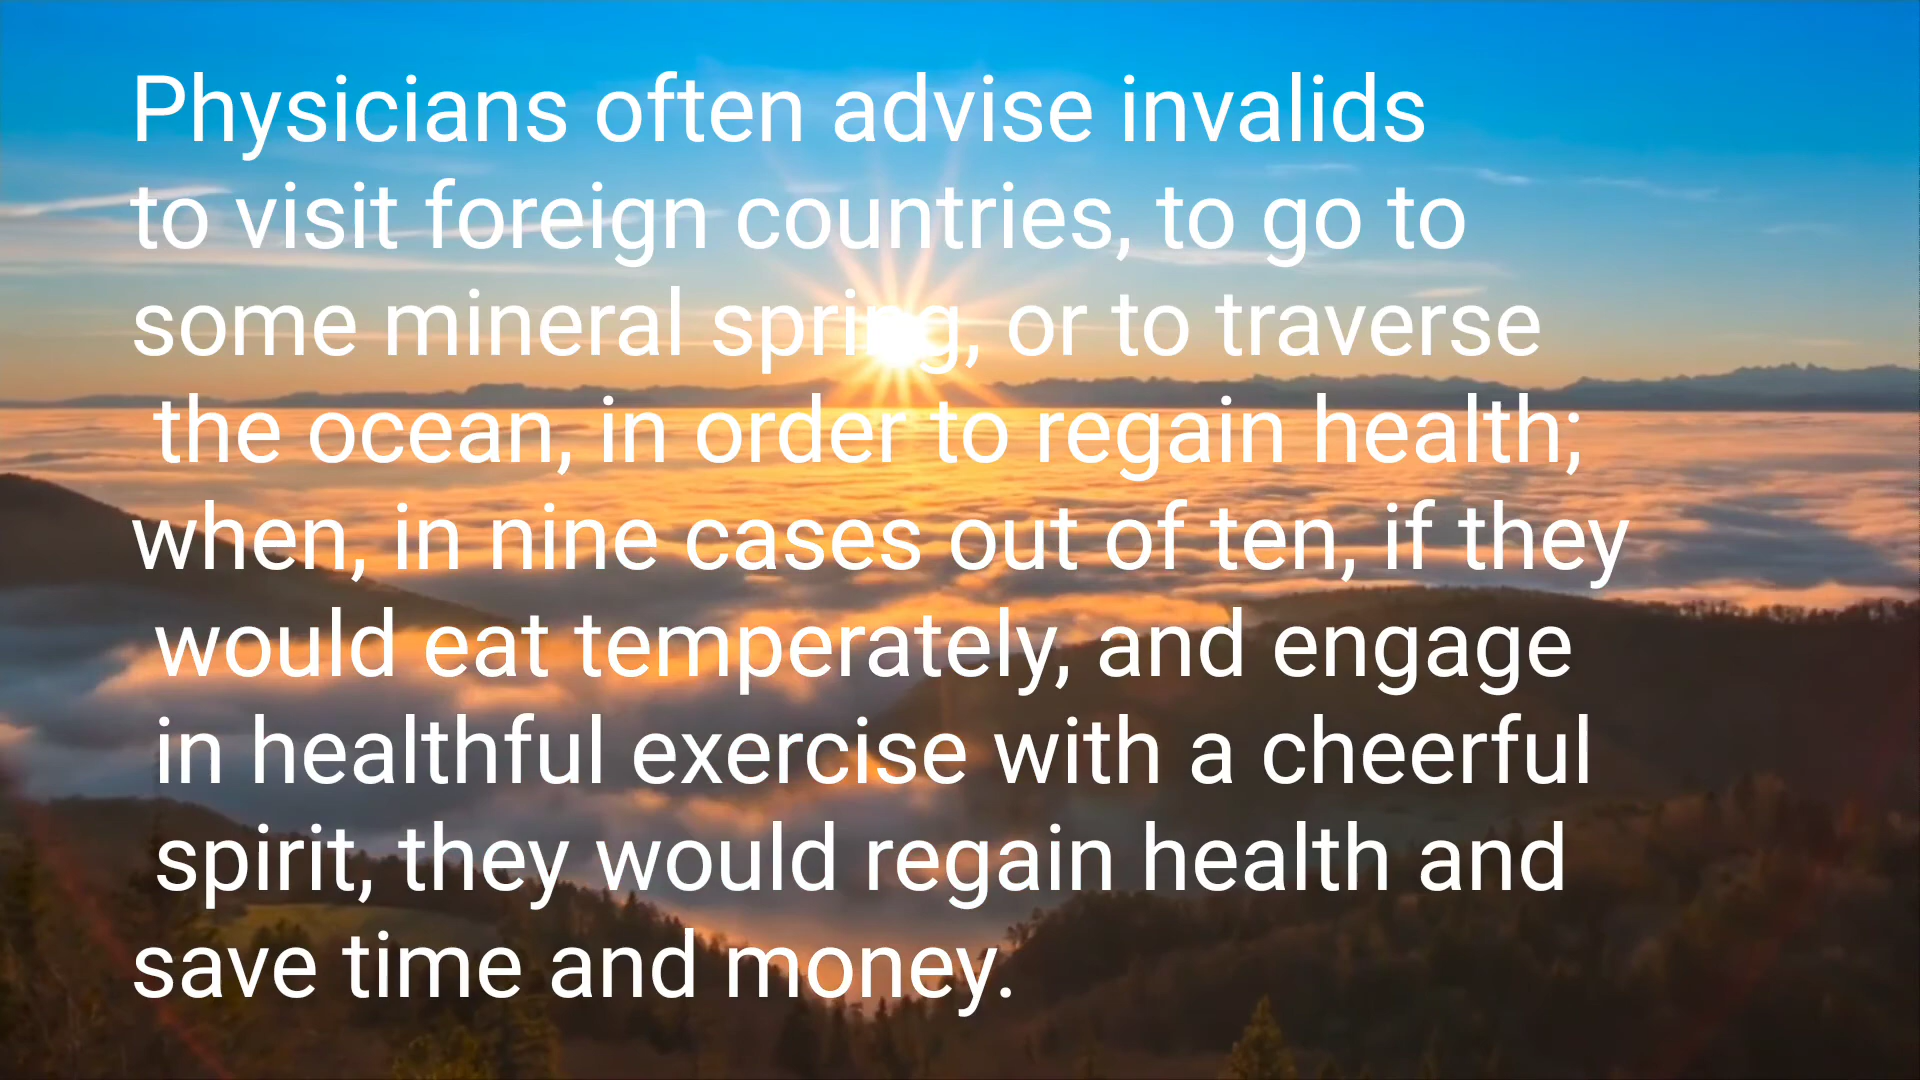 Physicians often advise invalids
to visit foreign countries, to go to
some mineral spring, or to traverse
the ocean, in order to regain health;
when, in nine cases out of ten, if they
would eat temperately, and engage
in healthful exercise with a cheerful
spirit, they would regain health and
save time and money.